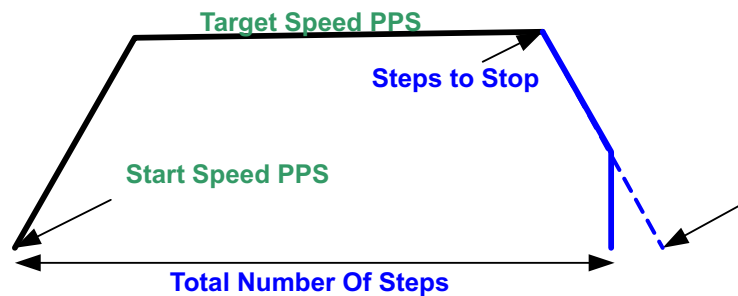 Target Speed PPS
Steps to Stop
Start Speed PPS
Total Number Of Steps